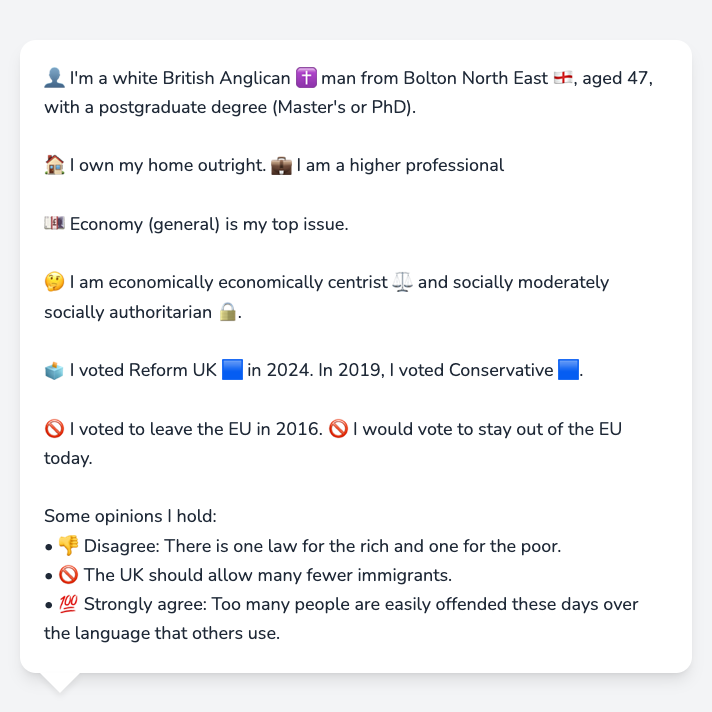 👤 I'm a white British Anglican ✝️ man from Bolton North East 🏴󠁧󠁢󠁥󠁮󠁧󠁿, aged 47,
with a postgraduate degree (Master's or PhD).
🏠 I own my home outright. 💼 I am a higher professional
💷 Economy (general) is my top issue.
🤔 I am economically economically centrist ⚖️ and socially moderately
socially authoritarian 🔒.
🗳️ I voted Reform UK 🟦 in 2024. In 2019, I voted Conservative 🟦.
🚫 I voted to leave the EU in 2016. 🚫 I would vote to stay out of the EU
today.
Some opinions I hold:
• 👎 Disagree: There is one law for the rich and one for the poor.
• 🚫 The UK should allow many fewer immigrants.
• 💯 Strongly agree: Too many people are easily offended these days over
the language that others use.